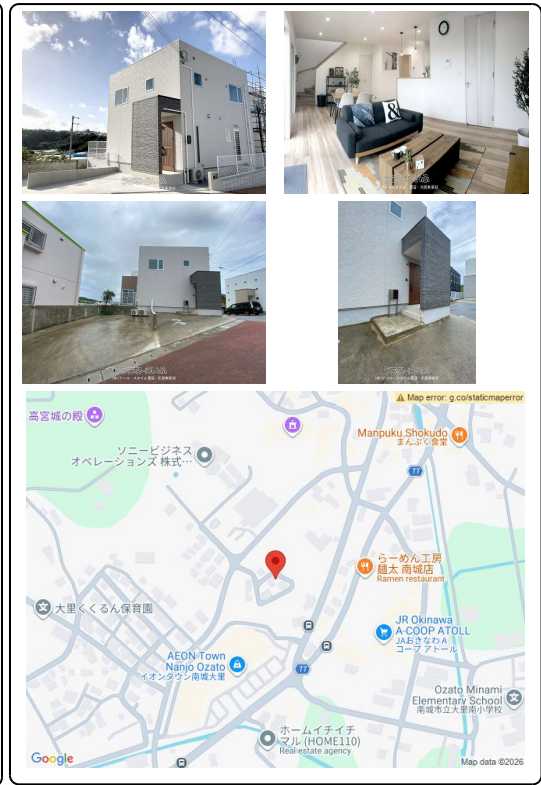 &
Map error: g.co/staticmaperror
高宮城の殿
Manpuku Shokudo
まんぷく食堂
ソニービジネス
オペレーションズ 株式…
77
らーめん工房
麺太 南城店
Ramen restaurant
大里くくるん保育園
JR Okinawa
A-COOP ATOLL
JAおきなわ A
コープ アトール
AEON Town
Nanjo Ozato
イオンタウン南城大里
77
Ozato Minami
Elementary School
南城市立大里南小学校
ホームイチイチ
マル (HOME110)
Real estate agency
Google
Map data ©2026